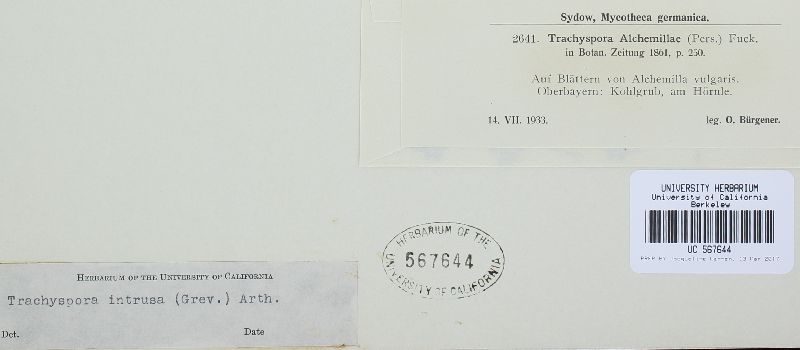 Sydow, Mycotheca germanica.
2641. Trachyspora Alchemillae (Pers.) Fuck.
in Botan. Zeitung 1861, p. 250.
Auf Blättern von Alchemilla vulgaris.
Oberbayern: Kohlgrub, am Hörnle.
14. VII. 1933. leg. O. Bürgener.
UNIVERSITY HERBARIUM
University of California
Berkeley
UC 567644
HERBARIUM OF THE
567644
UNIVERSITY OF CALIFORNIA
HERBARIUM OF THE UNIVERSITY OF CALIFORNIA
Trachyspora intrusa (Grev.) Arth.
Det. Date